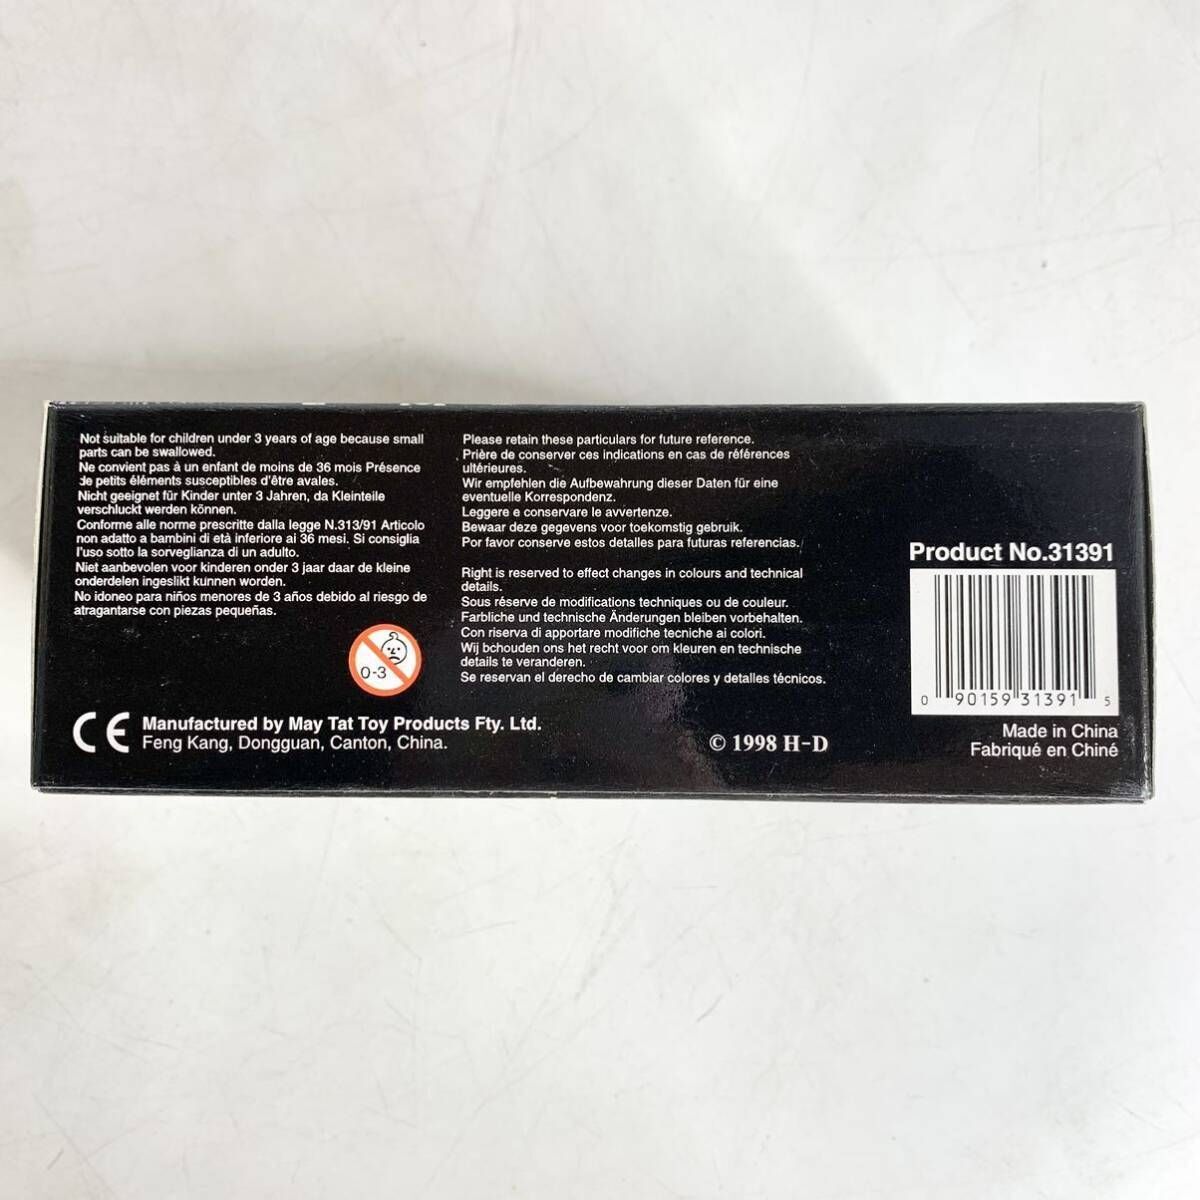 Not suitable for children under 3 years of age because small
parts can be swallowed.
Ne convient pas à un enfant de moins de 36 mois Présence
de petits éléments susceptibles d'être avales.
Nicht geeignet für Kinder unter 3 Jahren, da Kleinteile
verschluckt werden können.
Conforme alle norme prescritte dalla legge N.313/91 Articolo
non adatto a bambini di età inferiore ai 36 mesi. Si consiglia
l'uso sotto la sorveglianza di un adulto.
Niet aanbevolen voor kinderen onder 3 jaar daar de kleine
onderdelen ingeslikt kunnen worden.
No idoneo para niños menores de 3 años debido al riesgo de
atragantarse con piezas pequeñas.
0-3
CE Manufactured by May Tat Toy Products Fty. Ltd.
Feng Kang, Dongguan, Canton, China.
Please retain these particulars for future reference.
Prière de conserver ces indications en cas de références
ultérieures.
Wir empfehlen die Aufbewahrung dieser Daten für eine
eventuelle Korrespondenz.
Leggere e conservare le avvertenze.
Bewaar deze gegevens voor toekomstig gebruik.
Por favor conserve estos detalles para futuras referencias.
Right is reserved to effect changes in colours and technical
details.
Sous réserve de modifications techniques ou de couleur.
Farbliche und technische Änderungen bleiben vorbehalten.
Con riserva di apportare modifiche tecniche ai colori.
Wij bchouden ons het recht voor om kleuren en technische
details te veranderen.
Se reservan el derecho de cambiar colores y detalles técnicos.
© 1998 H-D
Product No.31391
0 90159 31391 5
Made in China
Fabriqué en Chiné